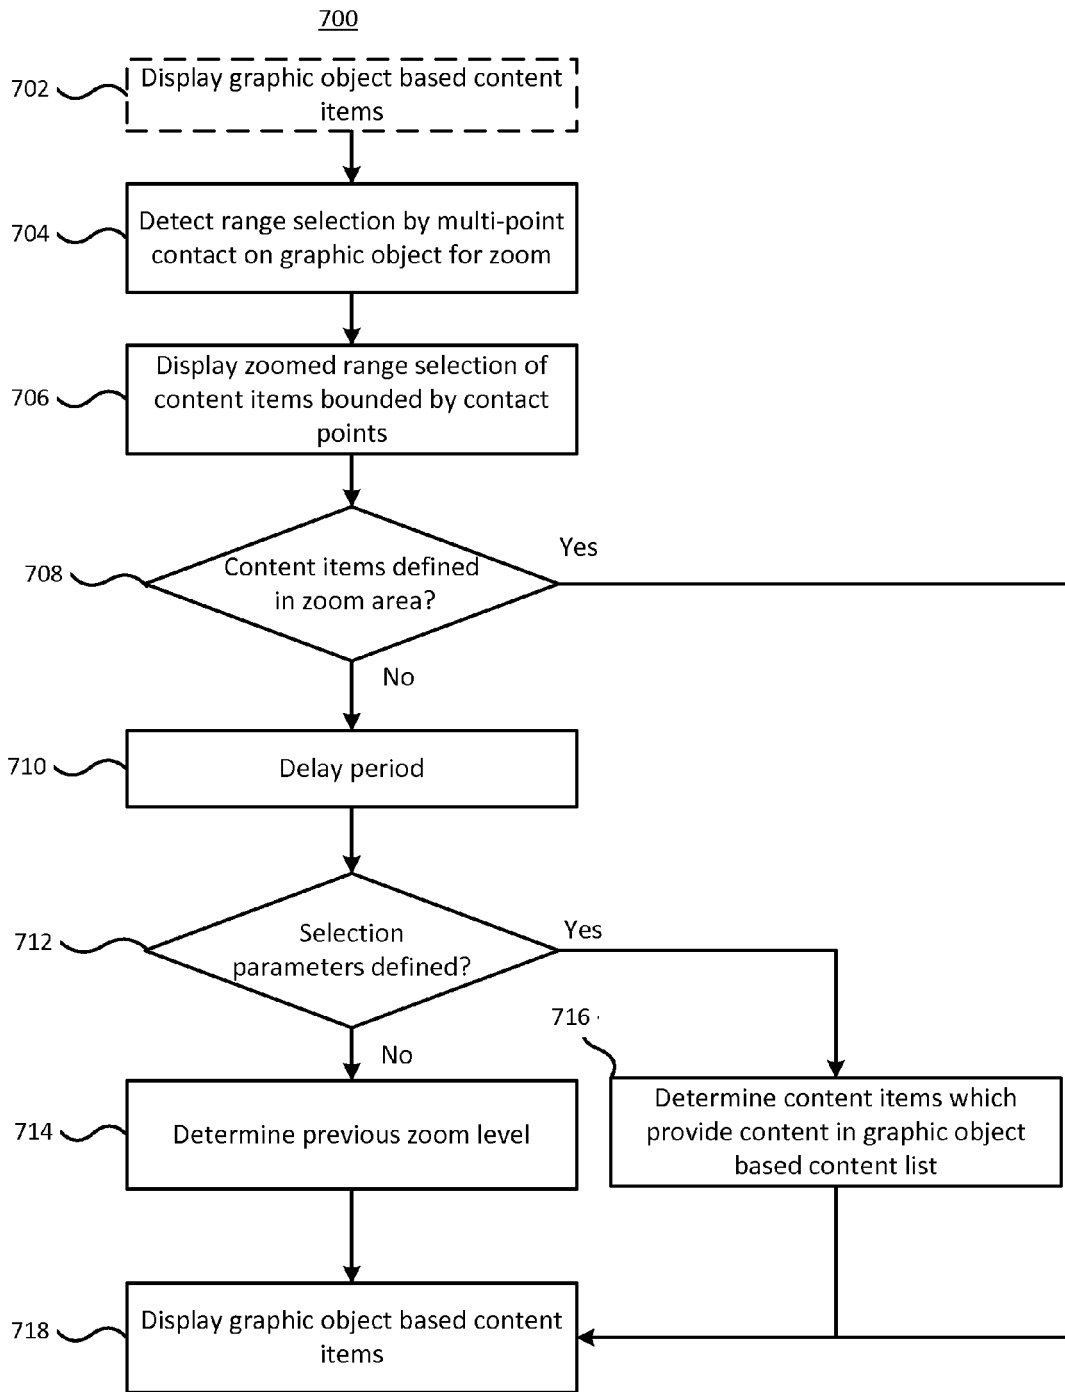 700
702
Display graphic object based content
items
704
Detect range selection by multi-point
contact on graphic object for zoom
706
Display zoomed range selection of
content items bounded by contact
points
708
Content items defined
in zoom area?
Yes
No
710
Delay period
712
Selection
parameters defined?
Yes
No
716
714
Determine previous zoom level
Determine content items which
provide content in graphic object
based content list
718
Display graphic object based content
items